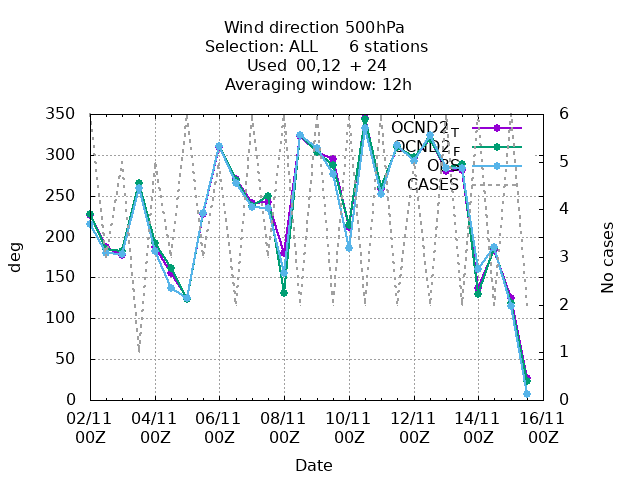 Wind direction 500hPa
Selection: ALL 6 stations
Used 00,12 + 24
Averaging window: 12h
350
300
250
200
150
100
50
0
deg
6
5
4
3
2
1
0
No cases
OCND2 T
OCND2 F
OBS
CASES
02/11 04/11 06/11 08/11 10/11 12/11 14/11 16/11
00Z 00Z 00Z 00Z 00Z 00Z 00Z 00Z
Date